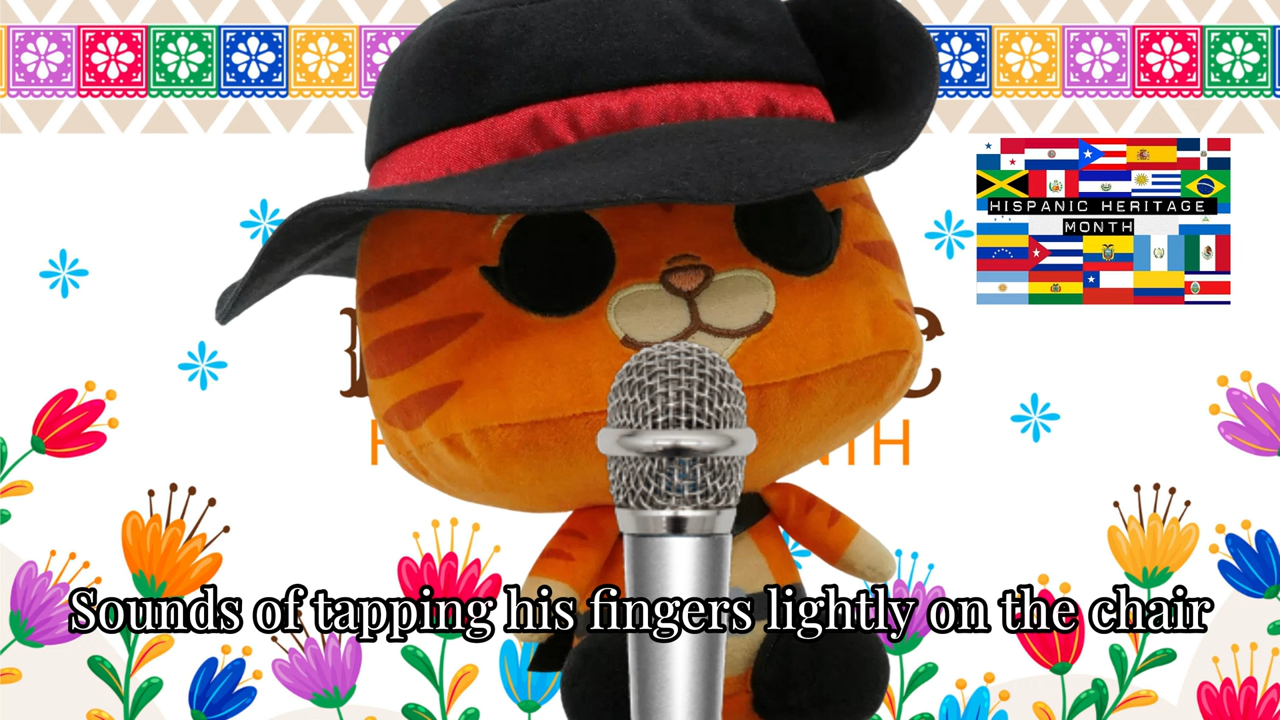 HISPANIC HERITAGE
MONTH
Sounds of tapping his fingers lightly on the chair